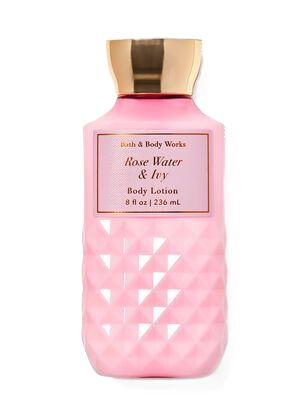 Bath & Body Works
Rose Water
& Ivy
Body Lotion
8 fl oz | 236 mL